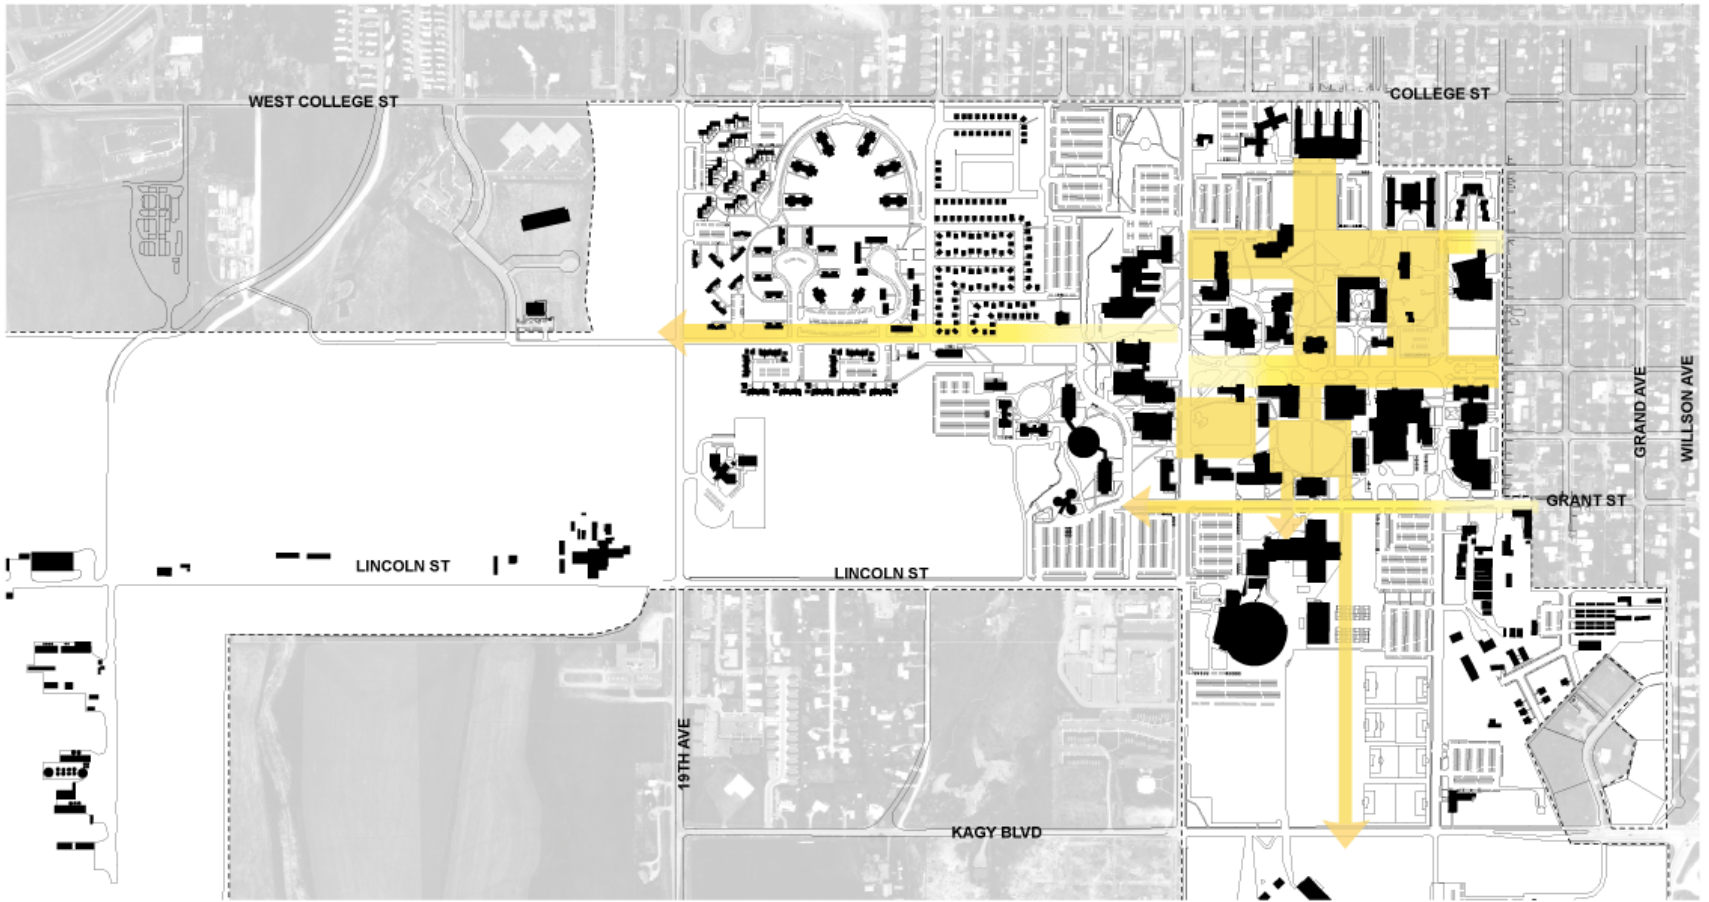 COLLEGE ST
WEST COLLEGE ST
GRAND AVE
WILLSON AVE
GRANT ST
LINCOLN ST
LINCOLN ST
19TH AVE
KAGY BLVD